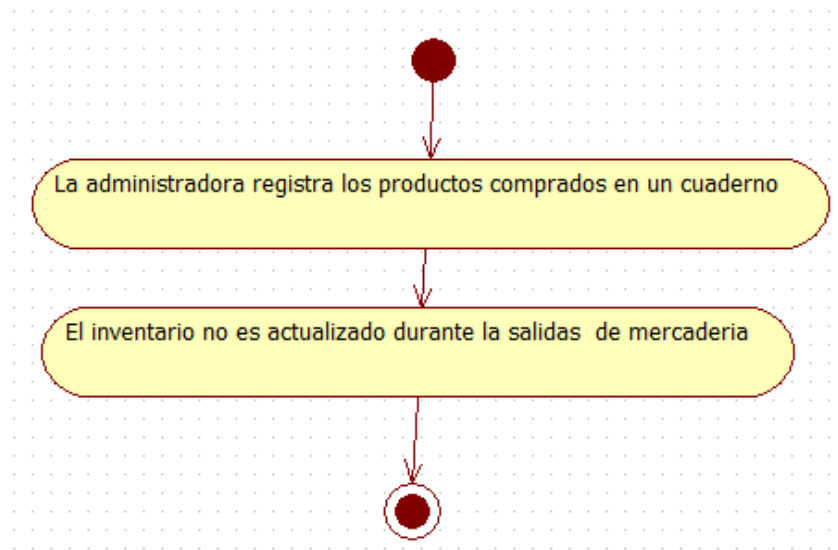 La administradora registra los productos comprados en un cuaderno
El inventario no es actualizado durante la salidas  de mercaderia